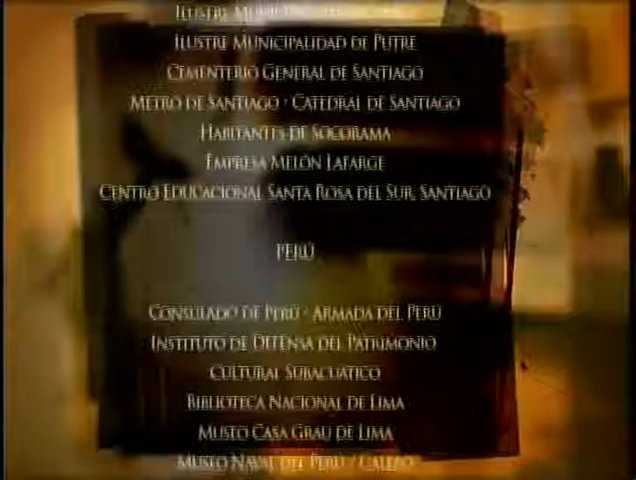 Ilustre Municipalidad de Putre
Cementerio General de Santiago
Metro de Santiago · Catedral de Santiago
Habitantes de Socorama
Empresa Melón Lafarge
Centro Educacional Santa Rosa del Sur, Santiago
Perú
Consulado de Perú · Armada del Perú
Instituto de Defensa del Patrimonio
Cultural Subacuático
Biblioteca Nacional de Lima
Museo Casa Grau de Lima
Museo Naval del Perú / Callao